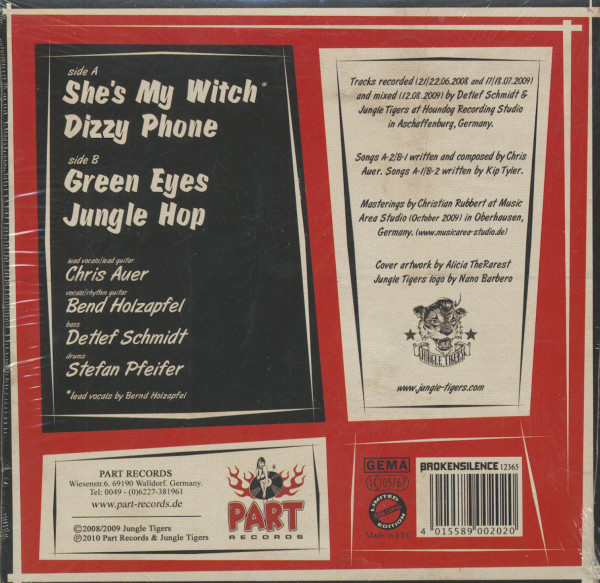 side A
She's My Witch*
Dizzy Phone
side B
Green Eyes
Jungle Hop
lead vocals/lead guitar
Chris Auer
vocals/rhythm guitar
Bend Holzapfel
bass
Detlef Schmidt
drums
Stefan Pfeifer
*lead vocals by Bernd Holzapfel
Tracks recorded (21/22.06.2008 and 17/18.07.2009)
and mixed (12.08.2009) by Detlef Schmidt &
Jungle Tigers at Houndog Recording Studio
in Aschaffenburg, Germany.
Songs A-2/B-1 written and composed by Chris
Auer. Songs A-1/B-2 written by Kip Tyler.
Masterings by Christian Rubbert at Music
Area Studio (October 2009) in Oberhausen,
Germany. (www.musicarea-studio.de)
Cover artwork by Alicia TheRarest
Jungle Tigers logo by Nano Barbero
JUNGLE TIGERS
www.jungle-tigers.com
PART RECORDS
Wiesenstr.6. 69190 Walldorf. Germany.
Tel: 0049 - (0)6227-381961
www.part-records.de
©2008/2009 Jungle Tigers
℗2010 Part Records & Jungle Tigers
PART
RECORDS
GEMA
LC 05767
LIMITED
EDITION
Made in EEC
BROKENSILENCE 12365
4 015589 002020